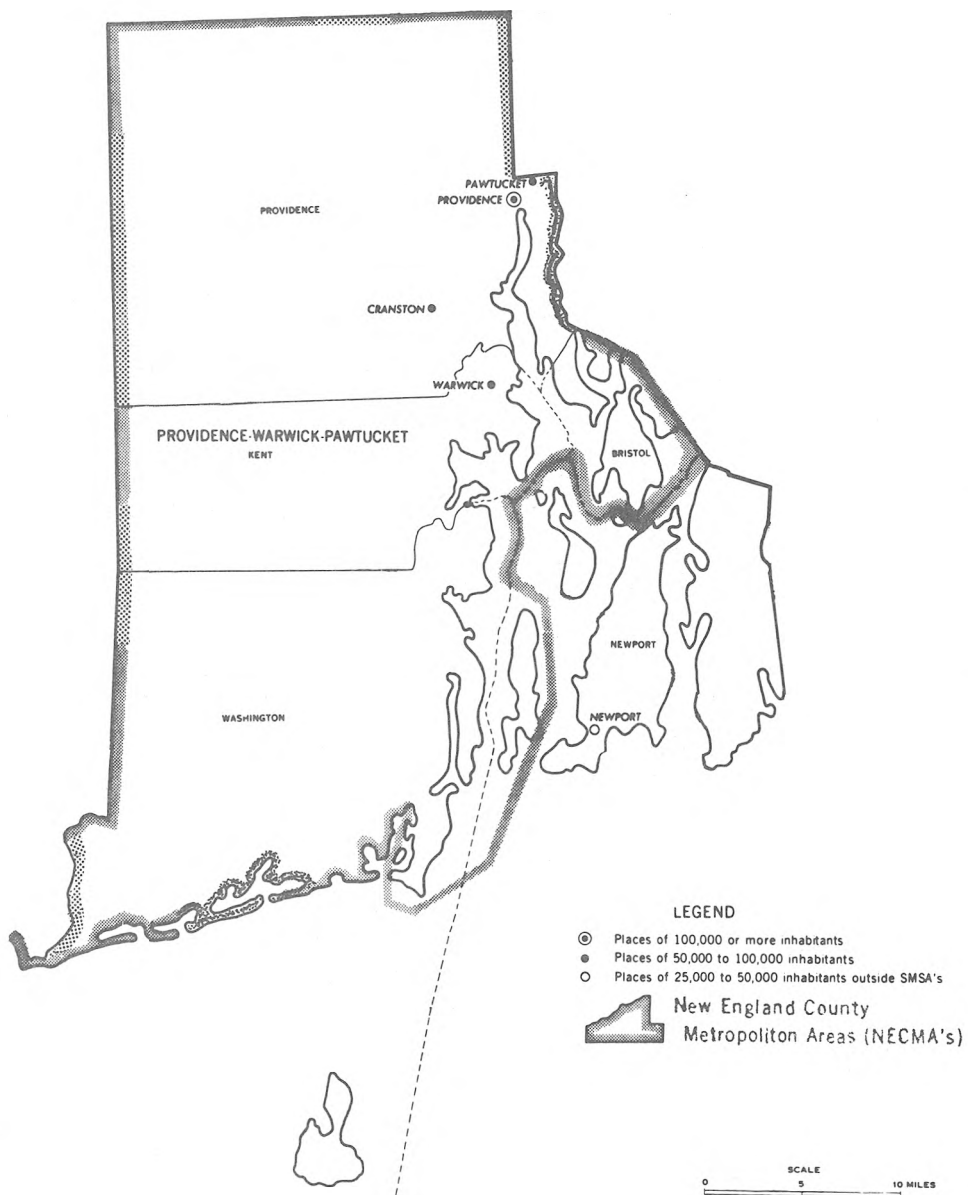 PAWTUCKET
PROVIDENCE
PROVIDENCE
CRANSTON
WARWICK
PROVIDENCE-WARWICK-PAWTUCKET
KENT
BRISTOL
NEWPORT
WASHINGTON
NEWPORT
LEGEND
Places of 100,000 or more inhabitants
Places of 50,000 to 100,000 inhabitants
Places of 25,000 to 50,000 inhabitants outside SMSA's
New England County
Metropoliton Areas (NECMA's)
SCALE
0 5 10 MILES